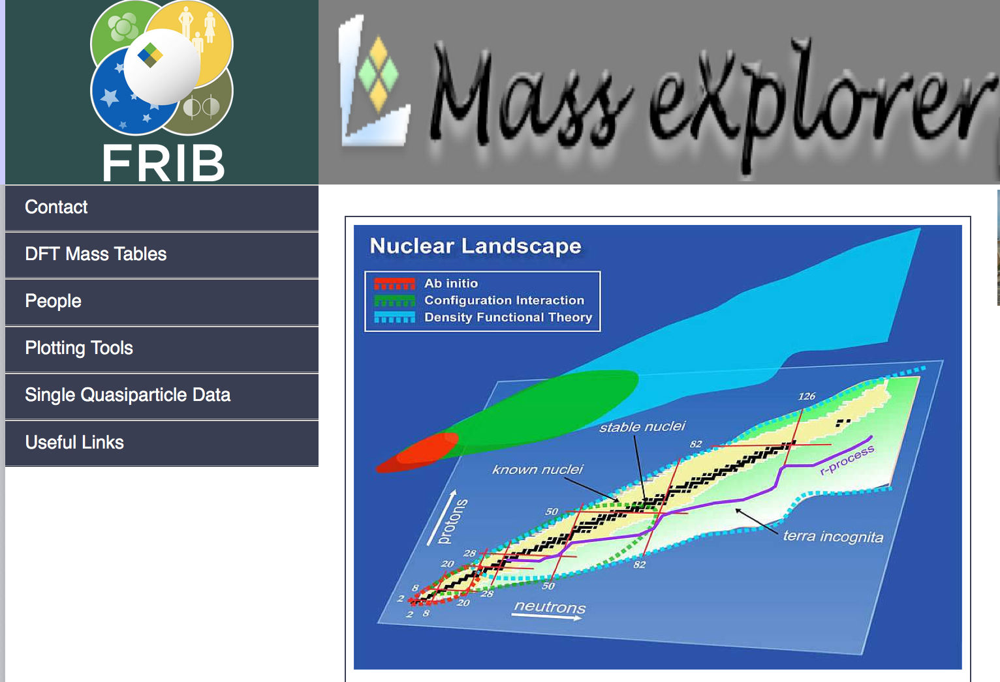 FRIB
Mass eXplorer
Contact
DFT Mass Tables
People
Plotting Tools
Single Quasiparticle Data
Useful Links
Nuclear Landscape
Ab initio
Configuration Interaction
Density Functional Theory
126
stable nuclei
82
known nuclei
r-process
50
protons
terra incognita
28
20
82
8
50
2
28
20
neutrons
2 8